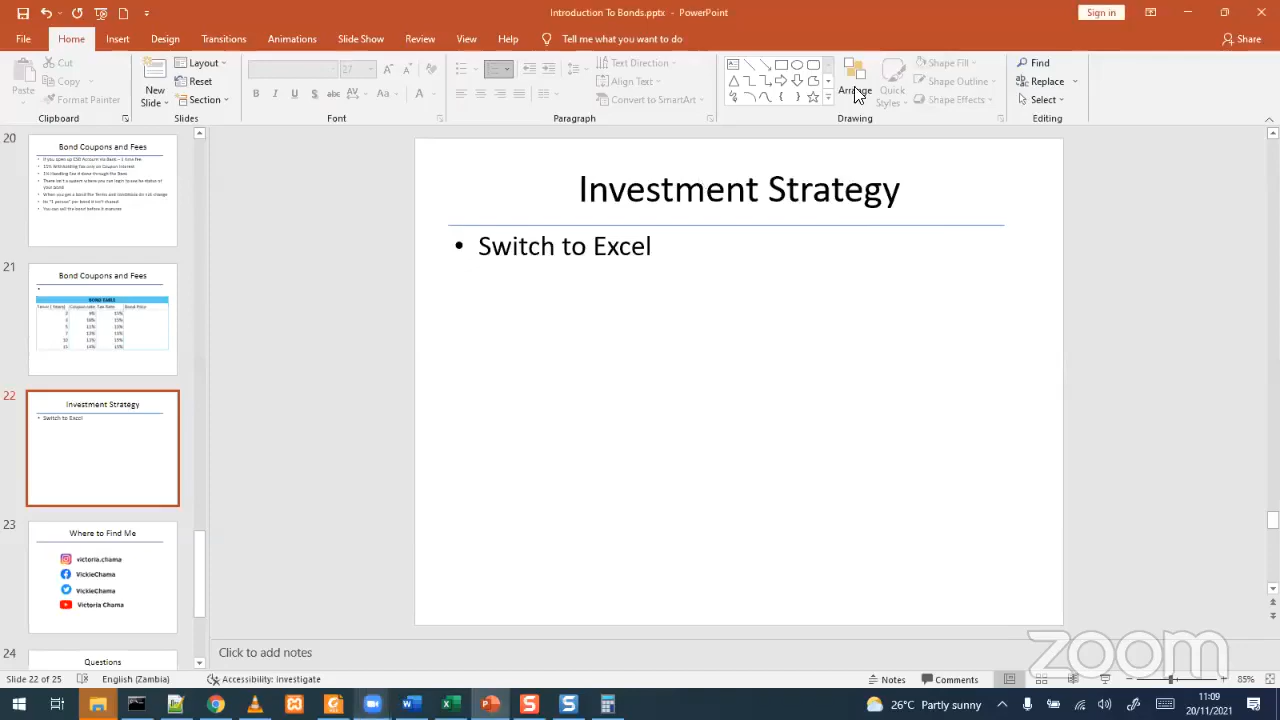 Introduction To Bonds.pptx - PowerPoint
Sign in
File Home Insert Design Transitions Animations Slide Show Review View Help Tell me what you want to do Share
Paste
Cut
Copy
Format Painter
Clipboard
New Slide
Layout
Reset
Section
Slides
27
B I U S abc AV Aa A
Font
Text Direction
Align Text
Convert to SmartArt
Paragraph
Arrange
Quick Styles
Shape Fill
Shape Outline
Shape Effects
Drawing
Find
Replace
Select
Editing
20
Bond Coupons and Fees
21
Bond Coupons and Fees
BOND TABLE
22
Investment Strategy
• Switch to Excel
23
Where to Find Me
victoria.chama
VickieChama
VickieChama
Victoria Chama
24
Questions
Investment Strategy
• Switch to Excel
Click to add notes
zoom
Slide 22 of 25 English (Zambia) Accessibility: Investigate Notes Comments 85%
26°C Partly sunny
11:09
20/11/2021